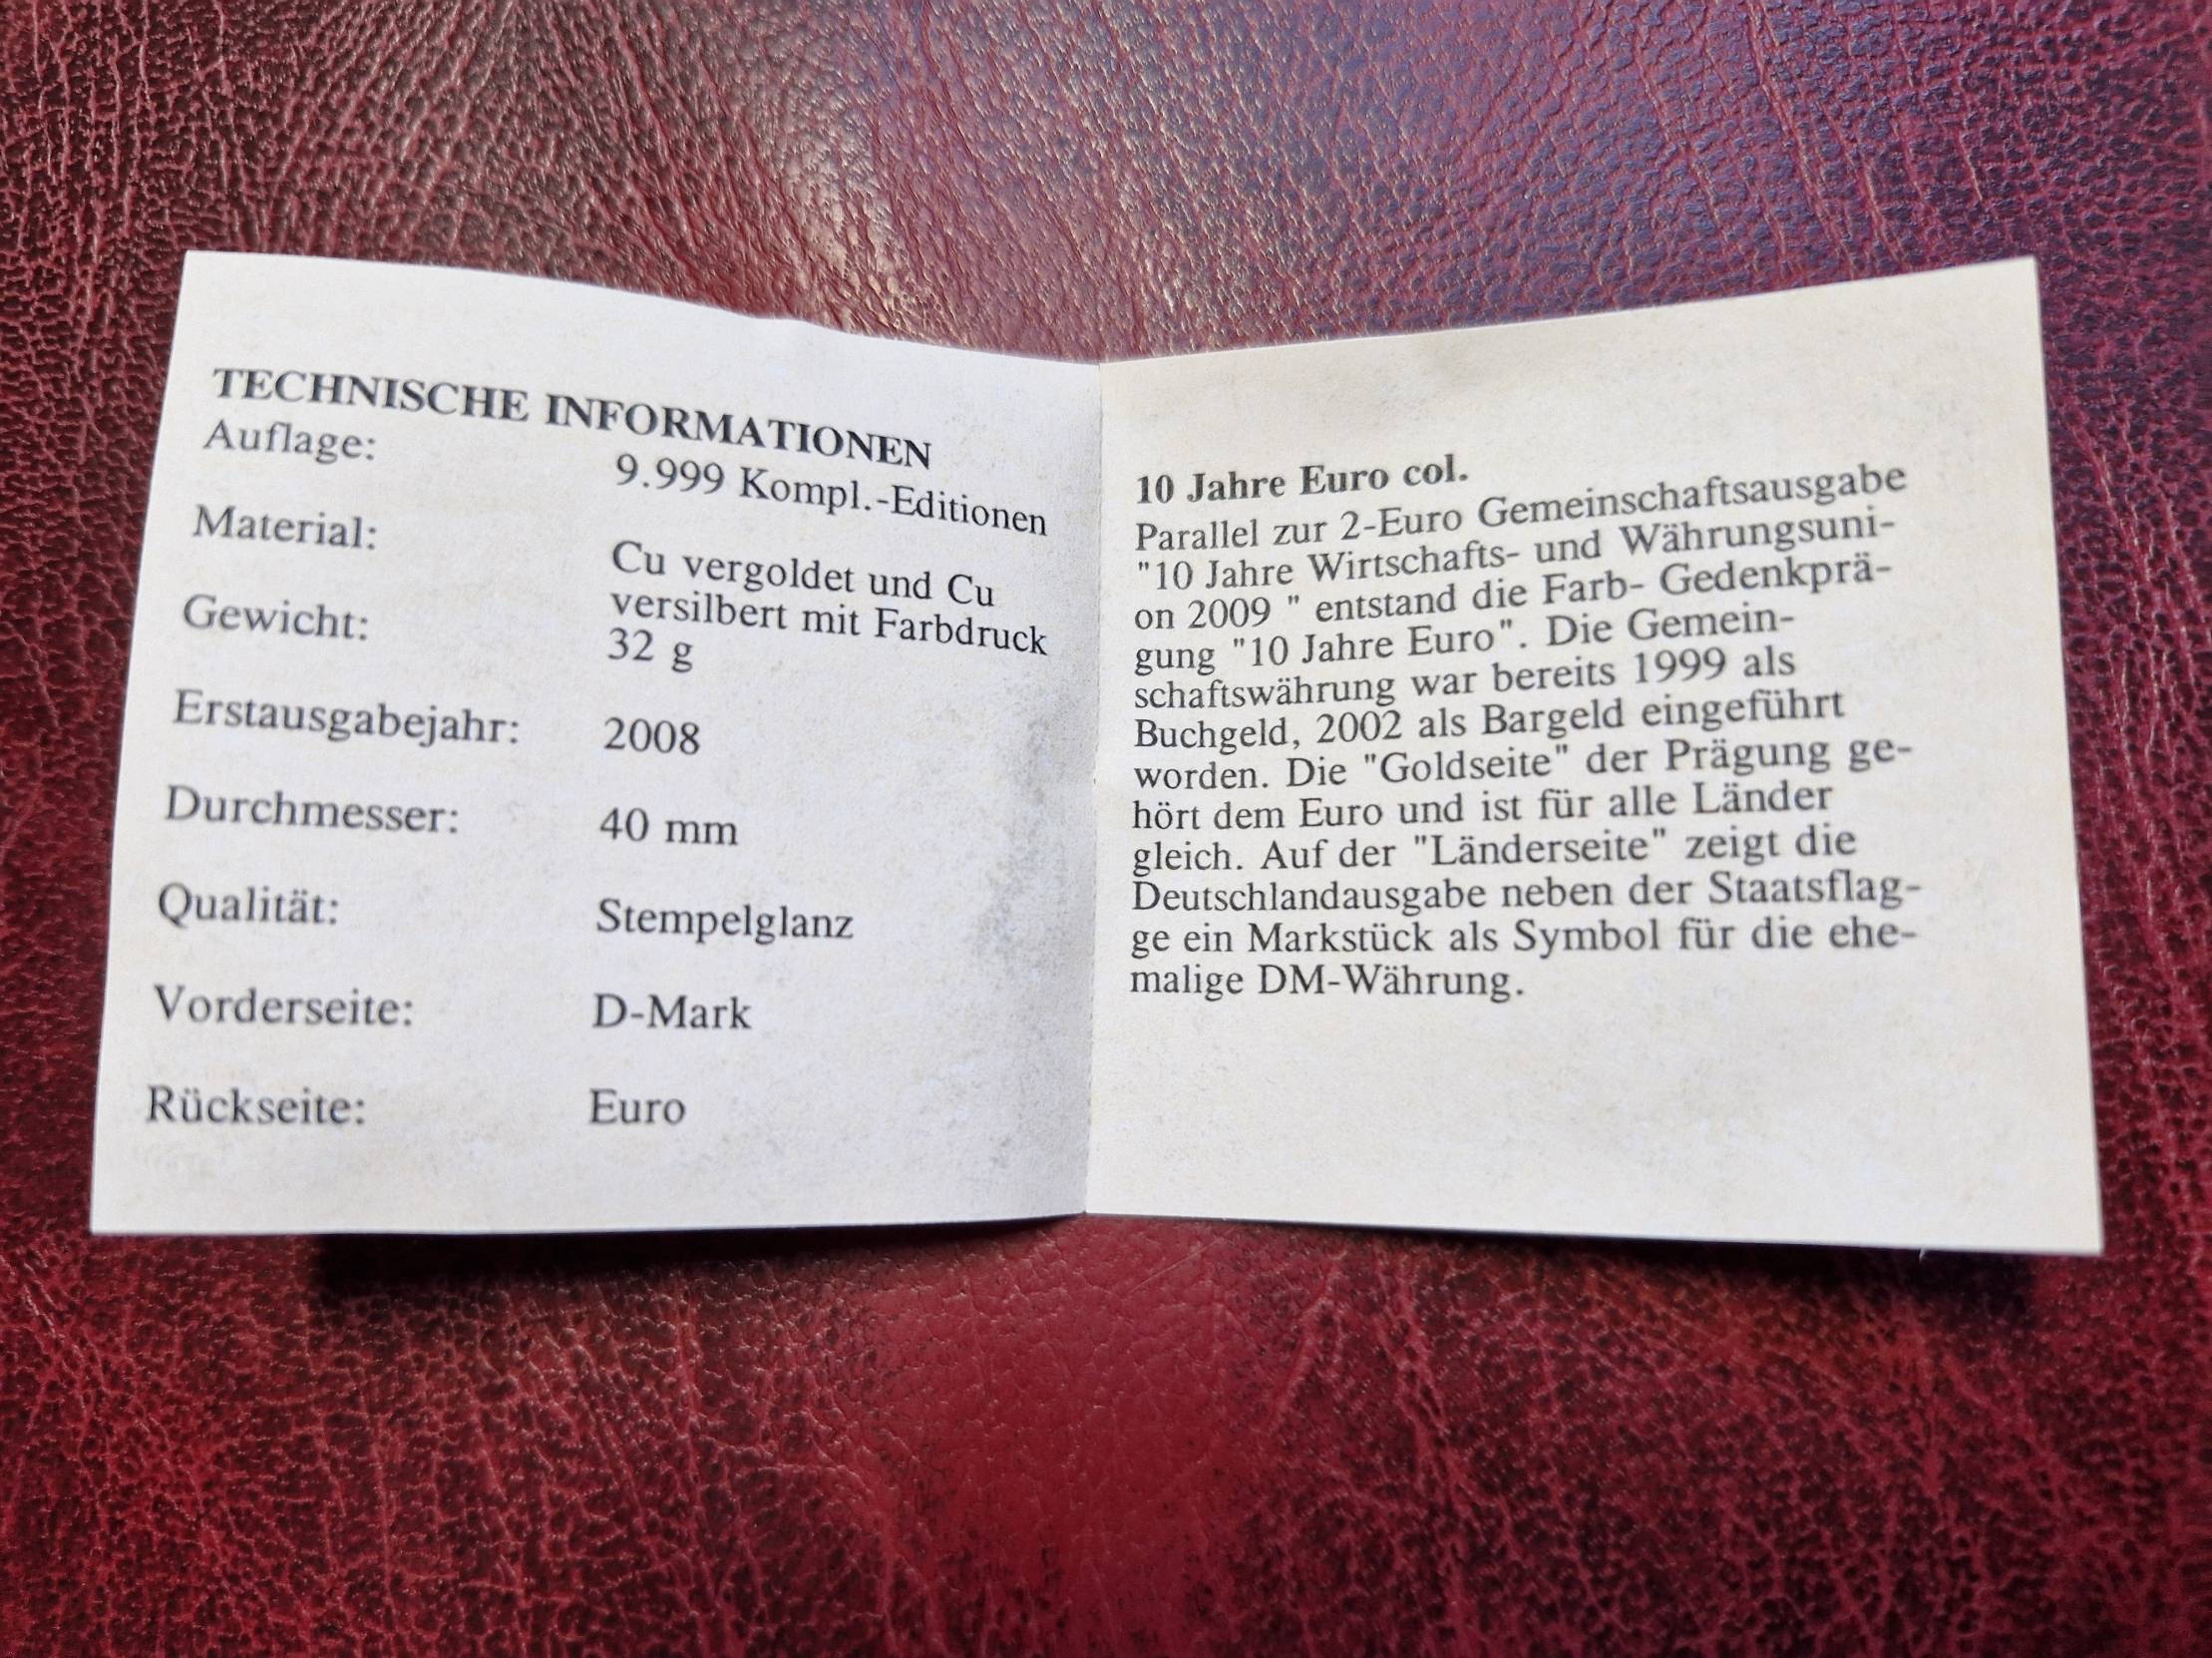 TECHNISCHE INFORMATIONEN
Auflage: 9.999 Kompl.-Editionen
Material: Cu vergoldet und Cu
versilbert mit Farbdruck
Gewicht: 32 g
Erstausgabejahr: 2008
Durchmesser: 40 mm
Qualität: Stempelglanz
Vorderseite: D-Mark
Rückseite: Euro
10 Jahre Euro col.
Parallel zur 2-Euro Gemeinschaftsausgabe
"10 Jahre Wirtschafts- und Währungsuni-
on 2009 " entstand die Farb- Gedenkprä-
gung "10 Jahre Euro". Die Gemein-
schaftswährung war bereits 1999 als
Buchgeld, 2002 als Bargeld eingeführt
worden. Die "Goldseite" der Prägung ge-
hört dem Euro und ist für alle Länder
gleich. Auf der "Länderseite" zeigt die
Deutschlandausgabe neben der Staatsflag-
ge ein Markstück als Symbol für die ehe-
malige DM-Währung.